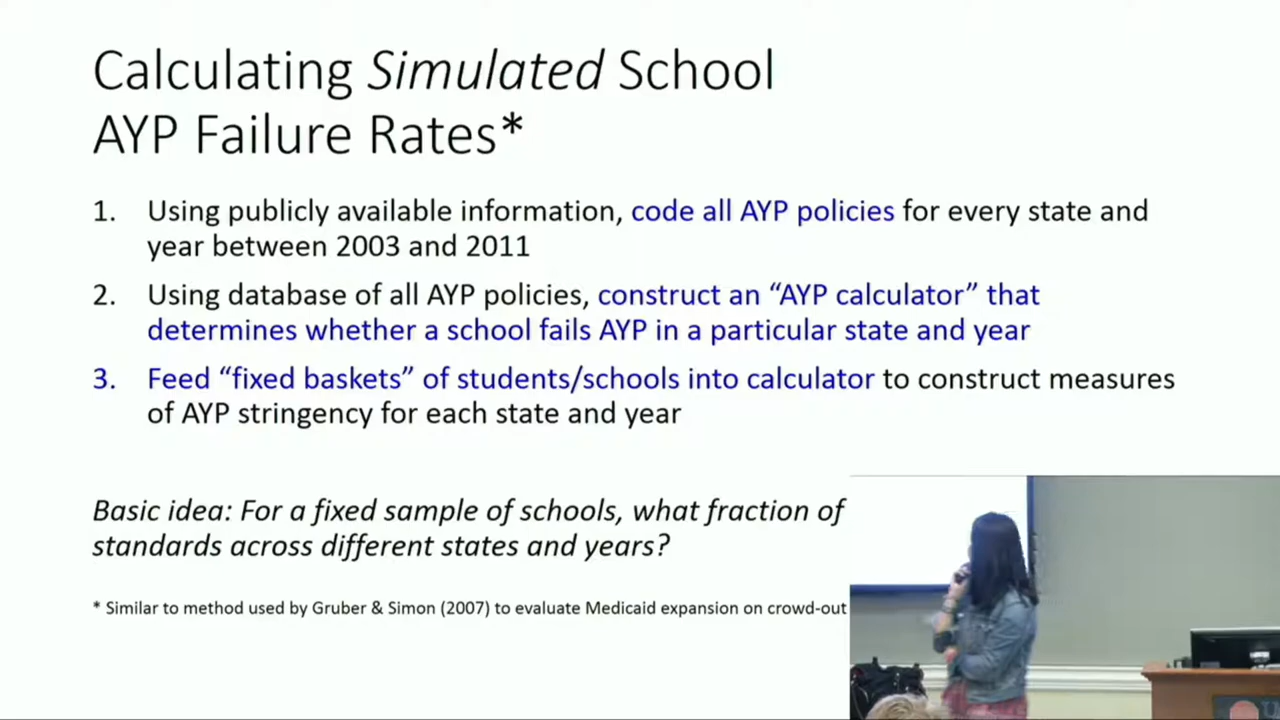 Calculating Simulated School
AYP Failure Rates*
1. Using publicly available information, code all AYP policies for every state and
year between 2003 and 2011
2. Using database of all AYP policies, construct an “AYP calculator” that
determines whether a school fails AYP in a particular state and year
3. Feed “fixed baskets” of students/schools into calculator to construct measures
of AYP stringency for each state and year
Basic idea: For a fixed sample of schools, what fraction of
standards across different states and years?
* Similar to method used by Gruber & Simon (2007) to evaluate Medicaid expansion on crowd-out